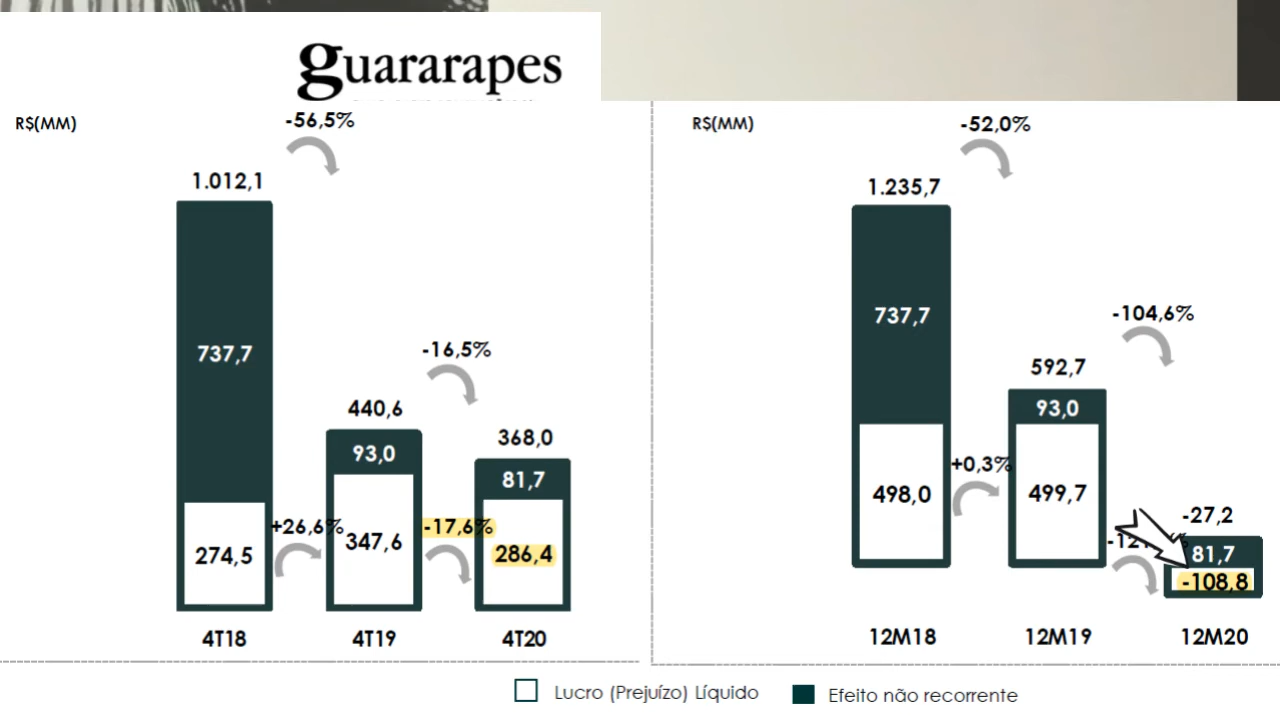 guararapes
R$(MM)
-56,5%
1.012,1
737,7
-16,5%
440,6
368,0
93,0
81,7
+26,6%
-17,6%
274,5
347,6
286,4
4T18
4T19
4T20
R$(MM)
-52,0%
1.235,7
737,7
-104,6%
592,7
93,0
+0,3%
498,0
499,7
-27,2
81,7
-108,8
12M18
12M19
12M20
Lucro (Prejuízo) Líquido
Efeito não recorrente